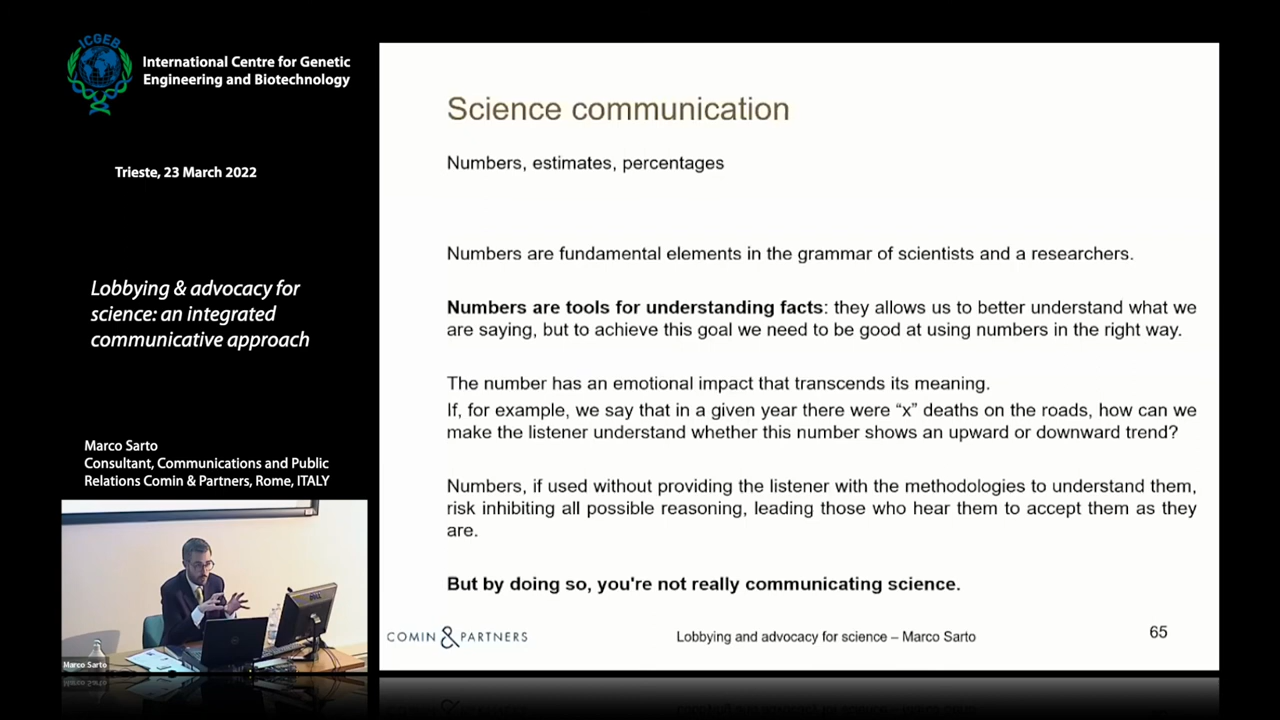 ICGEB
International Centre for Genetic
Engineering and Biotechnology
Trieste, 23 March 2022
Lobbying & advocacy for
science: an integrated
communicative approach
Marco Sarto
Consultant, Communications and Public
Relations Comin & Partners, Rome, ITALY
Marco Sarto
DELL
Science communication
Numbers, estimates, percentages
Numbers are fundamental elements in the grammar of scientists and a researchers.
Numbers are tools for understanding facts: they allows us to better understand what we
are saying, but to achieve this goal we need to be good at using numbers in the right way.
The number has an emotional impact that transcends its meaning.
If, for example, we say that in a given year there were “x” deaths on the roads, how can we
make the listener understand whether this number shows an upward or downward trend?
Numbers, if used without providing the listener with the methodologies to understand them,
risk inhibiting all possible reasoning, leading those who hear them to accept them as they
are.
But by doing so, you're not really communicating science.
COMIN & PARTNERS
Lobbying and advocacy for science – Marco Sarto
65